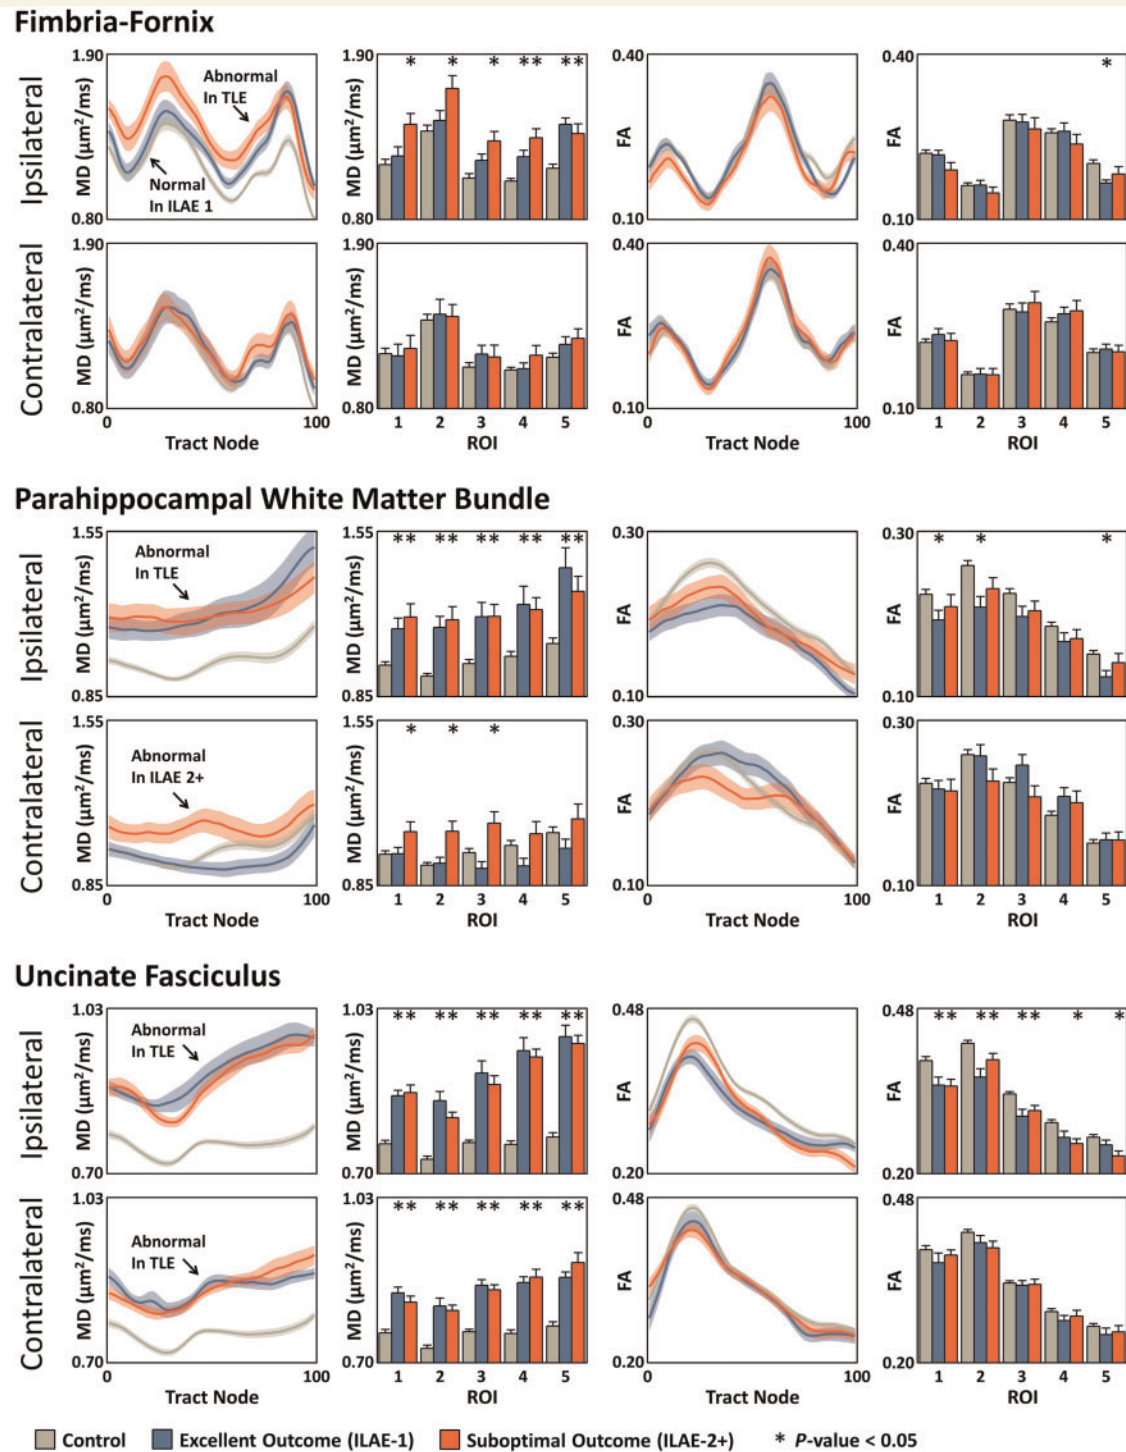 Fimbria-Fornix
Ipsilateral
MD (μm²/ms)
1.90
0.80
Abnormal
In TLE
Normal
In ILAE 1
MD (μm²/ms)
1.90
0.80
* * * ** **
FA
0.40
0.10
FA
0.40
0.10
*
Contralateral
MD (μm²/ms)
1.90
0.80
0 100
Tract Node
MD (μm²/ms)
1.90
0.80
1 2 3 4 5
ROI
FA
0.40
0.10
0 100
Tract Node
FA
0.40
0.10
1 2 3 4 5
ROI
Parahippocampal White Matter Bundle
Ipsilateral
MD (μm²/ms)
1.55
0.85
Abnormal
In TLE
MD (μm²/ms)
1.55
0.85
** ** ** ** **
FA
0.30
0.10
FA
0.30
0.10
* * *
Contralateral
MD (μm²/ms)
1.55
0.85
Abnormal
In ILAE 2+
0 100
Tract Node
MD (μm²/ms)
1.55
0.85
* * *
1 2 3 4 5
ROI
FA
0.30
0.10
0 100
Tract Node
FA
0.30
0.10
1 2 3 4 5
ROI
Uncinate Fasciculus
Ipsilateral
MD (μm²/ms)
1.03
0.70
Abnormal
In TLE
MD (μm²/ms)
1.03
0.70
** ** ** ** **
FA
0.48
0.20
FA
0.48
0.20
** ** ** * *
Contralateral
MD (μm²/ms)
1.03
0.70
Abnormal
In TLE
0 100
Tract Node
MD (μm²/ms)
1.03
0.70
** ** ** ** **
1 2 3 4 5
ROI
FA
0.48
0.20
0 100
Tract Node
FA
0.48
0.20
1 2 3 4 5
ROI
Control Excellent Outcome (ILAE-1) Suboptimal Outcome (ILAE-2+) * P-value < 0.05